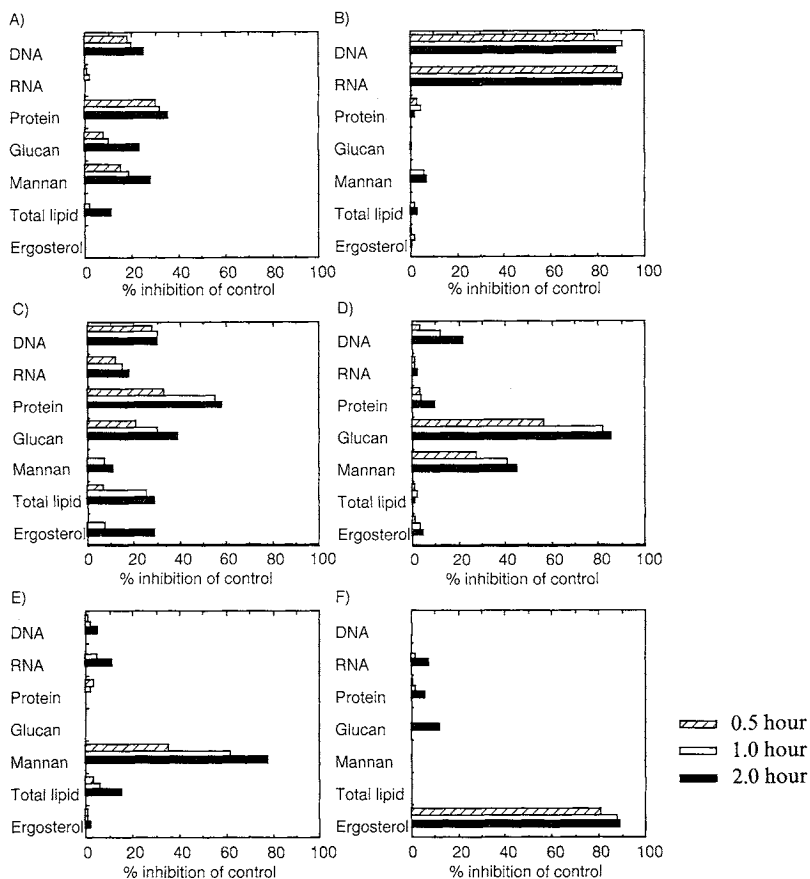 A)
DNA
RNA
Protein
Glucan
Mannan
Total lipid
Ergosterol
0 20 40 60 80 100
% inhibition of control
B)
DNA
RNA
Protein
Glucan
Mannan
Total lipid
Ergosterol
0 20 40 60 80 100
% inhibition of control
C)
DNA
RNA
Protein
Glucan
Mannan
Total lipid
Ergosterol
0 20 40 60 80 100
% inhibition of control
D)
DNA
RNA
Protein
Glucan
Mannan
Total lipid
Ergosterol
0 20 40 60 80 100
% inhibition of control
E)
DNA
RNA
Protein
Glucan
Mannan
Total lipid
Ergosterol
0 20 40 60 80 100
% inhibition of control
F)
DNA
RNA
Protein
Glucan
Mannan
Total lipid
Ergosterol
0 20 40 60 80 100
% inhibition of control
0.5 hour
1.0 hour
2.0 hour